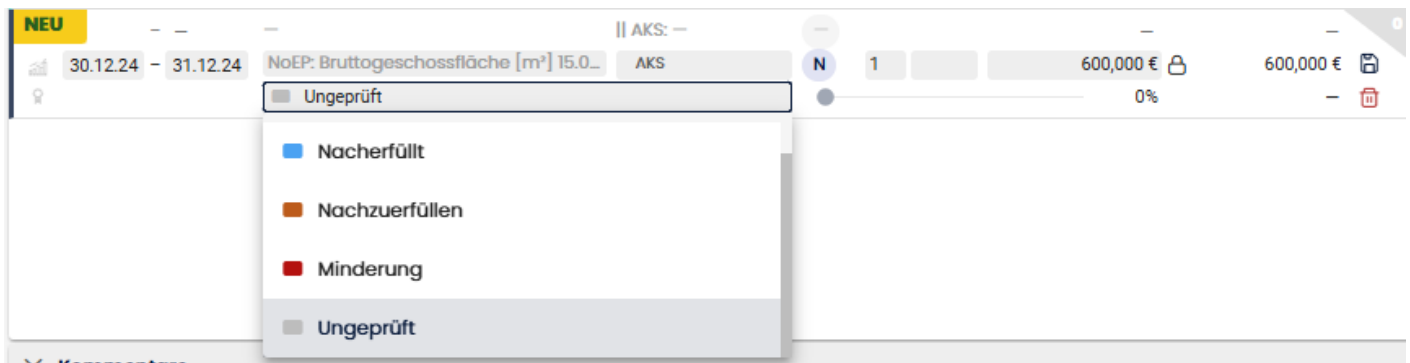 NEU – — — || AKS: — — — — 0
30.12.24 – 31.12.24 NoEP: Bruttogeschossfläche [m²] 15.0... AKS N 1 600,000 € 600,000 €
Ungeprüft 0% —
Nacherfüllt
Nachzuerfüllen
Minderung
Ungeprüft